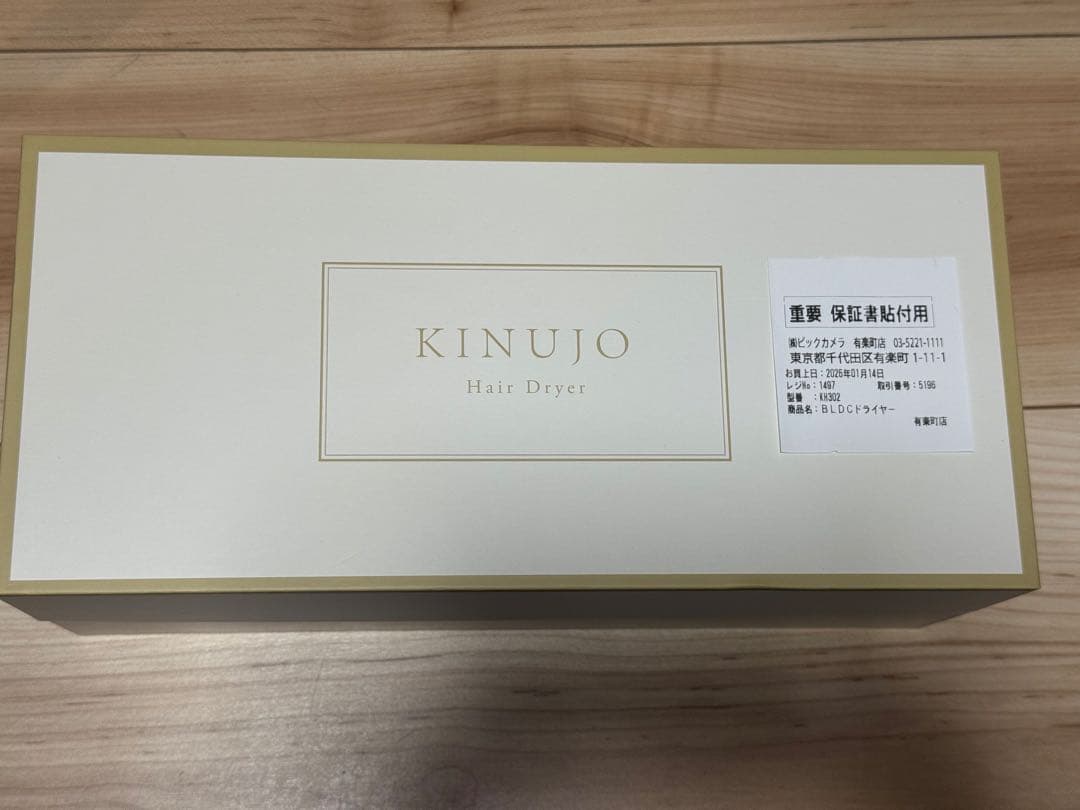 KINUJO
Hair Dryer
重要 保証書貼付用
㈱ビックカメラ 有楽町店 03-5221-1111
東京都千代田区有楽町1-11-1
お買上日：2026年01月14日
レジNo：1497 取引番号：5196
型番 ：KH302
商品名：BLDCドライヤー
有楽町店